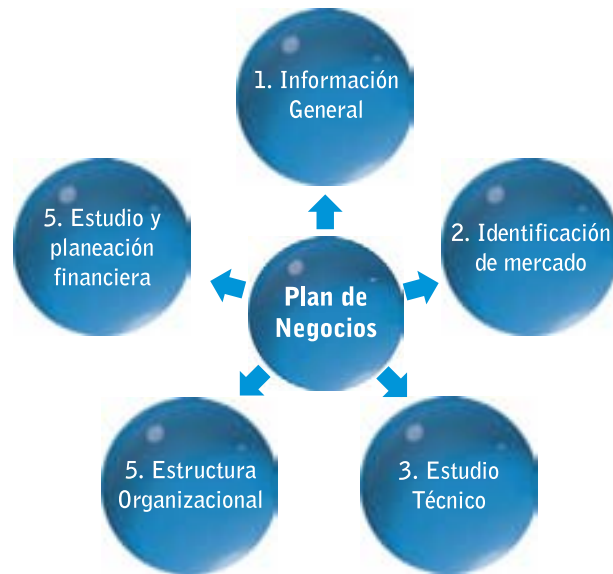 1. Información
General
2. Identificación
de mercado
3. Estudio
Técnico
5. Estructura
Organizacional
5. Estudio y
planeación
financiera
Plan de
Negocios